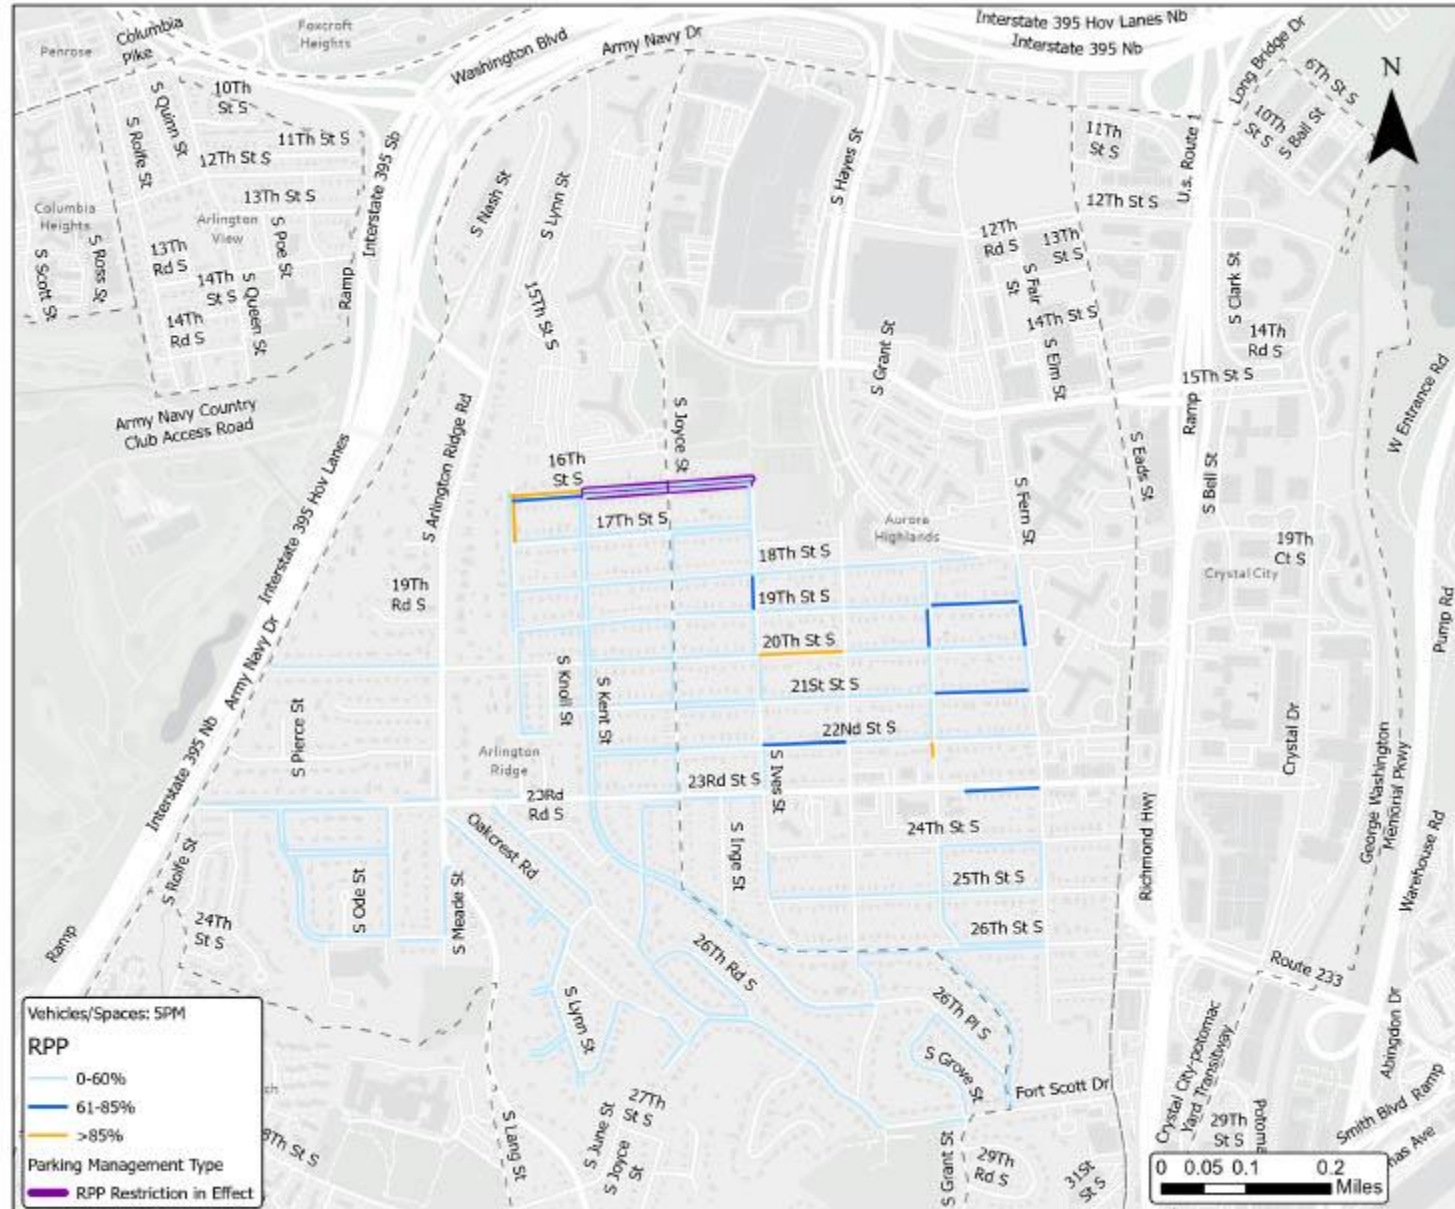 Interstate 395 Hov Lanes Nb
Interstate 395 Nb
Columbia
Pike
Foxcroft
Heights
Penrose
Washington Blvd
Army Navy Dr
Long Bridge Dr
6Th St S
N
10Th
St S
S Ball St
S Quinn St
10Th
St S
S Rolfe St
11Th St S
12Th St S
13Th St S
Interstate 395 Sb
S Hayes St
11Th
St S
U.s. Route 1
12Th St S
Columbia
Heights
Arlington
View
S Poe St
S Nash St
S Lynn St
12Th
Rd S
13Th
St S
S Scott St
S Ross St
13Th
Rd S
14Th
St S
S Queen St
Ramp
14Th
Rd S
15Th St S
S Fair
St
14Th St S
S Elm St
S Clark St
14Th
Rd S
S Grant St
15Th St S
Ramp
W Entrance Rd
Army Navy Country
Club Access Road
S Arlington Ridge Rd
S Joyce St
16Th
St S
S Eads St
S Bell St
Interstate 395 Hov Lanes
17Th St S
Aurora
Highlands
S Fern St
18Th St S
19Th
Ct S
Crystal City
19Th
Rd S
19Th St S
Pump Rd
Army Navy Dr
20Th St S
S Knoll St
S Kent St
21St St S
S Pierce St
22Nd St S
Crystal Dr
George Washington
Memorial Pkwy
Interstate 395 Nb
Arlington
Ridge
23Rd St S
S Ives St
23Rd
Rd S
Oakcrest Rd
24Th St S
Richmond Hwy
Warehouse Rd
S Rolfe St
S Ode St
S Meade St
S Inge St
25Th St S
24Th
St S
26Th St S
Ramp
26Th Rd S
Route 233
S Lynn St
26Th Pl S
Abingdon Dr
S Grove St
Fort Scott Dr
Crystal City-potomac
Yard Transitway
Smith Blvd Ramp
27Th
St S
S June St
S Joyce
St
S Lang St
S Grant St
29Th
Rd S
31St
St S
29Th
St S
Potoma
mas Ave
ch
8Th St S
Vehicles/Spaces: 5PM
RPP
0-60%
61-85%
>85%
Parking Management Type
RPP Restriction in Effect
0 0.05 0.1 0.2
Miles